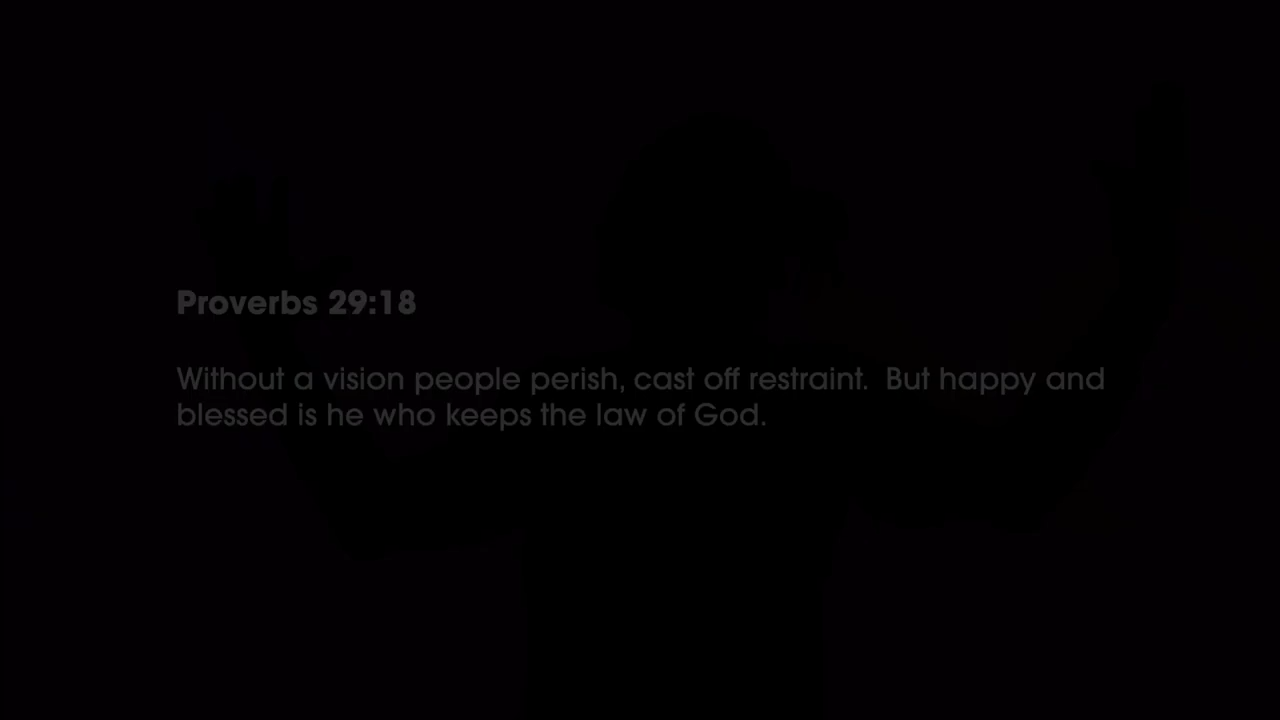 Proverbs 29:18
Without a vision people perish, cast off restraint.  But happy and
blessed is he who keeps the law of God.